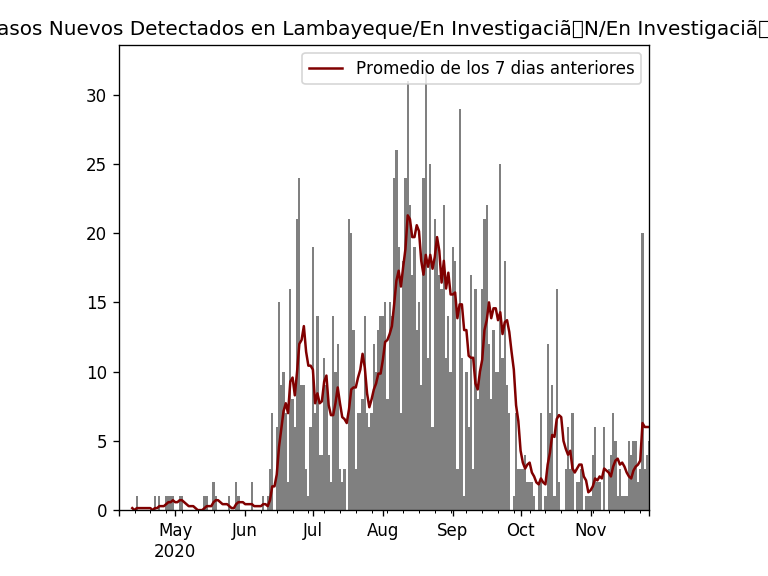 asos Nuevos Detectados en Lambayeque/En Investigaciã▯N/En Investigaciã▯
Promedio de los 7 dias anteriores
30
25
20
15
10
5
0
May Jun Jul Aug Sep Oct Nov
2020